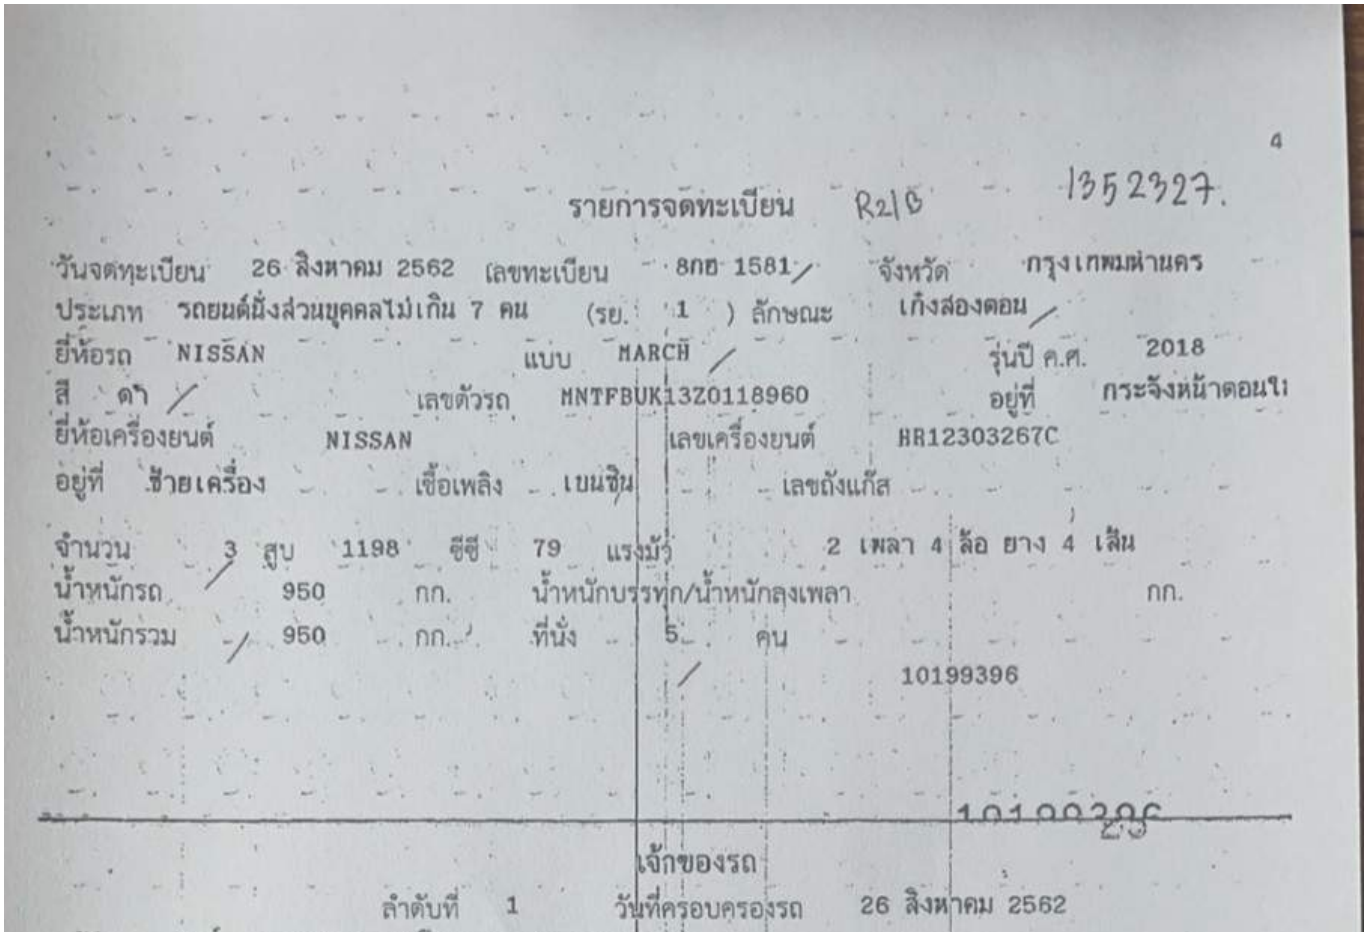 4
รายการจดทะเบียน R2/B 1352327.
วันจดทะเบียน 26 สิงหาคม 2562 เลขทะเบียน 8กฮ 1581 จังหวัด กรุงเทพมหานคร
ประเภท รถยนต์นั่งส่วนบุคคลไม่เกิน 7 คน (รย. 1 ) ลักษณะ เก๋งสองตอน
ยี่ห้อรถ NISSAN แบบ MARCH รุ่นปี ค.ศ. 2018
สี ดำ เลขตัวรถ MNTFBUK13Z0118960 อยู่ที่ กระจังหน้าตอนใ
ยี่ห้อเครื่องยนต์ NISSAN เลขเครื่องยนต์ HR12303267C
อยู่ที่ ซ้ายเครื่อง เชื้อเพลิง เบนซิน เลขถังแก๊ส
จำนวน 3 สูบ 1198 ซีซี 79 แรงม้า 2 เพลา 4 ล้อ ยาง 4 เส้น
น้ำหนักรถ 950 กก. น้ำหนักบรรทุก/น้ำหนักลงเพลา กก.
น้ำหนักรวม 950 กก. ที่นั่ง 5 คน
10199396
เจ้าของรถ
ลำดับที่ 1 วันที่ครอบครองรถ 26 สิงหาคม 2562